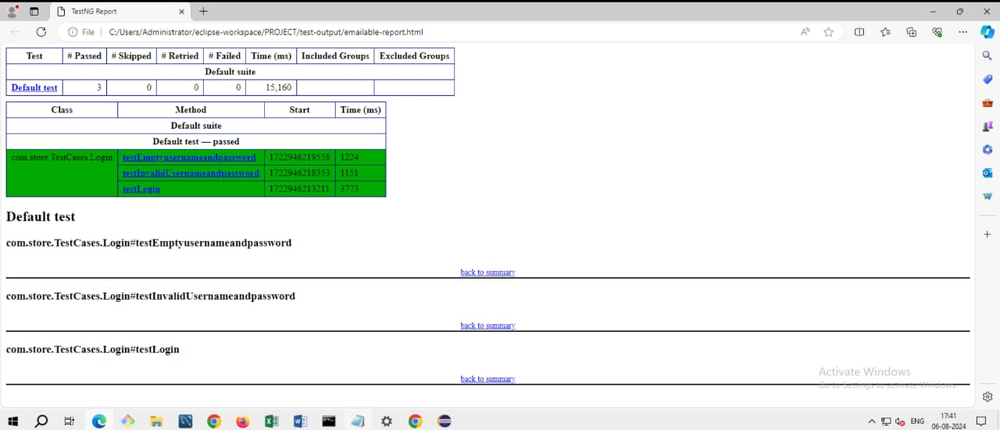 TestNG Report
File C:/Users/Administrator/eclipse-workspace/PROJECT/test-output/emailable-report.html
Test # Passed # Skipped # Retried # Failed Time (ms) Included Groups Excluded Groups
Default suite
Default test 3 0 0 0 15,160
Class Method Start Time (ms)
Default suite
Default test — passed
com.store.TestCases.Login testEmptyusernameandpassword 1722946219558 1224
testInvalidUsernameandpassword 1722946218353 1151
testLogin 1722946213211 3773
Default test
com.store.TestCases.Login#testEmptyusernameandpassword
back to summary
com.store.TestCases.Login#testInvalidUsernameandpassword
back to summary
com.store.TestCases.Login#testLogin
back to summary
Activate Windows
Go to Settings to activate Windows.
ENG 17:41
06-08-2024